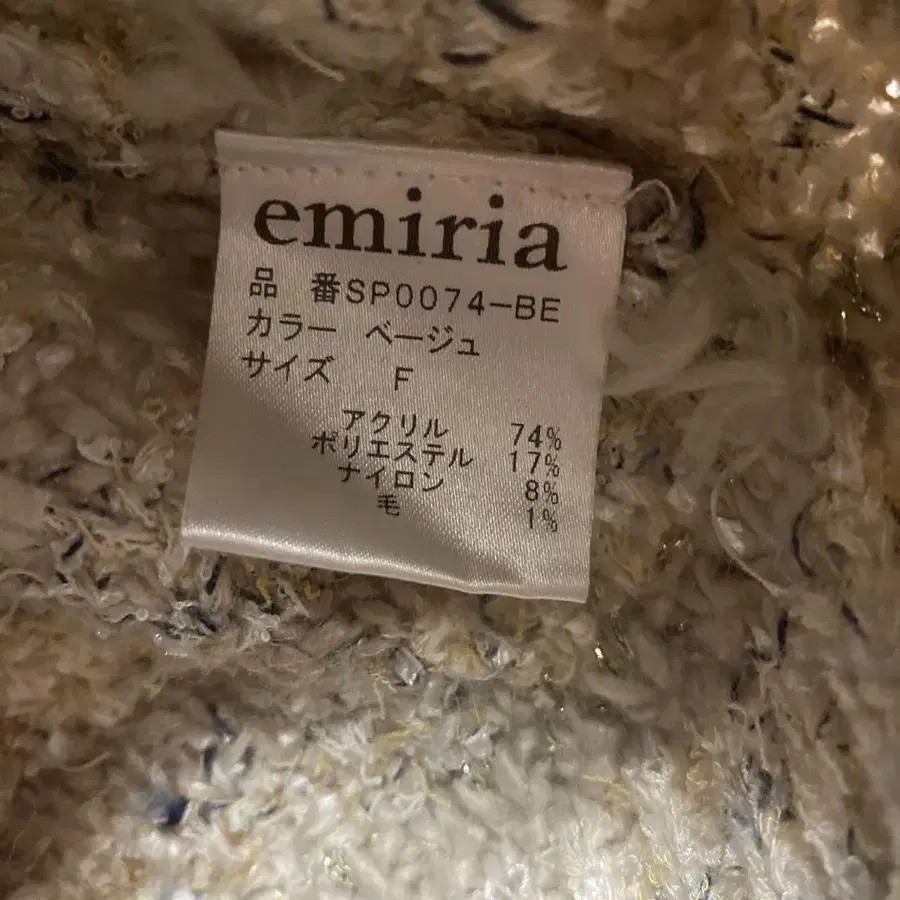 emiria
品 番SP0074-BE
カラー ベージュ
サイズ F
アクリル 74%
ポリエステル 17%
ナイロン 8%
毛 1%